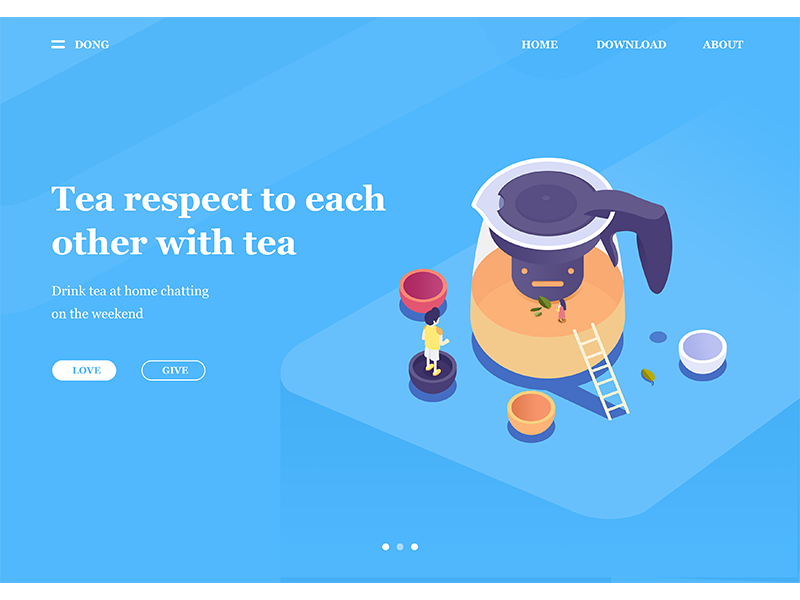 DONG
HOME
DOWNLOAD
ABOUT
Tea respect to each
other with tea
Drink tea at home chatting
on the weekend
LOVE
GIVE